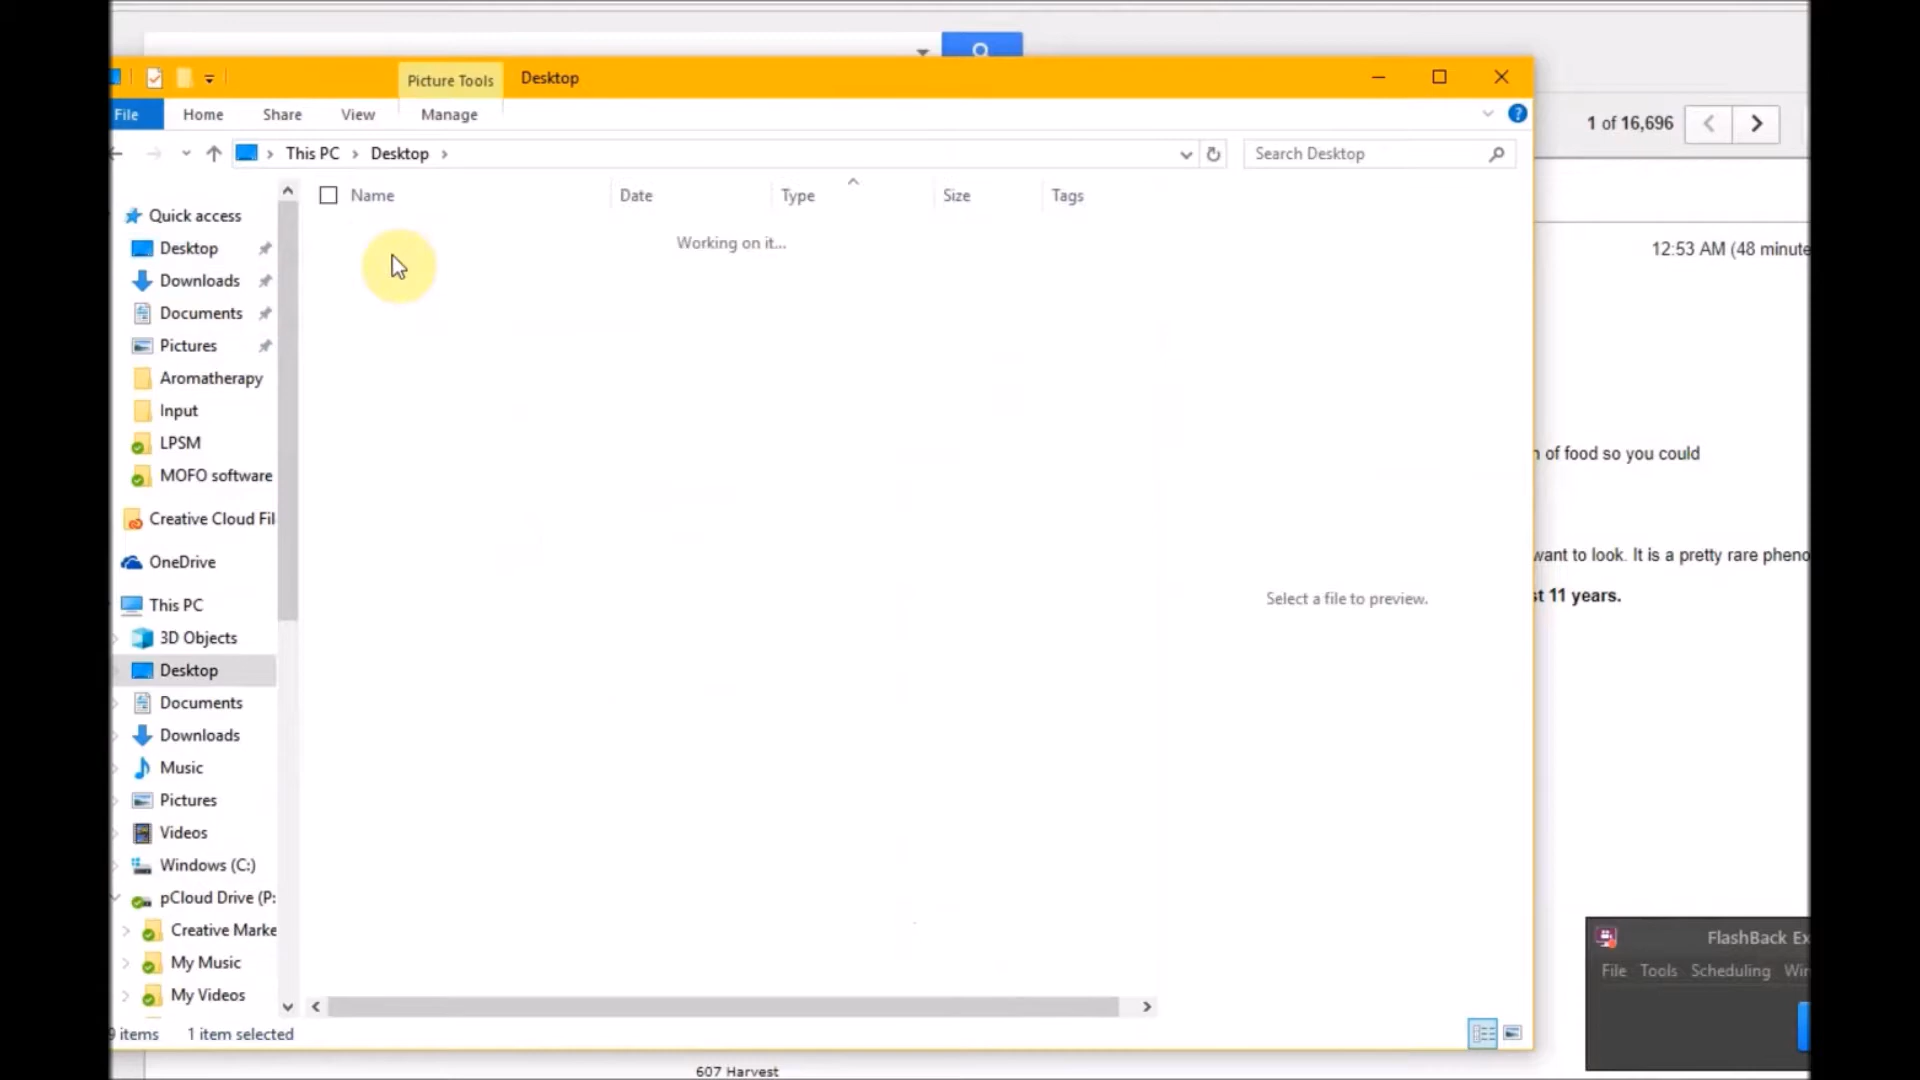 Picture Tools
Desktop
File
Home
Share
View
Manage
1 of 16,696
This PC
Desktop
Search Desktop
Name
Date
Type
Size
Tags
Quick access
Working on it...
Desktop
12:53 AM (48 minute
Downloads
Documents
Pictures
Aromatherapy
Input
LPSM
of food so you could
MOFO software
Creative Cloud Fil
want to look. It is a pretty rare pheno
OneDrive
st 11 years.
Select a file to preview.
This PC
3D Objects
Desktop
Documents
Downloads
Music
Pictures
Videos
Windows (C:)
pCloud Drive (P:
Creative Marke
FlashBack Ex
My Music
File Tools Scheduling Wi
My Videos
9 items
1 item selected
607 Harvest